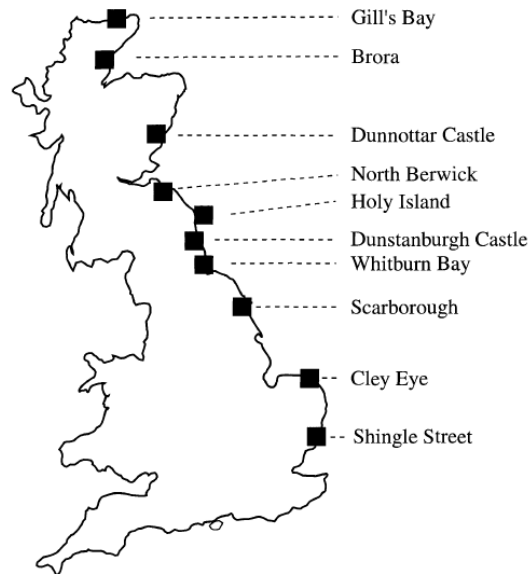 Gill's Bay
Brora
Dunnottar Castle
North Berwick
Holy Island
Dunstanburgh Castle
Whitburn Bay
Scarborough
Cley Eye
Shingle Street